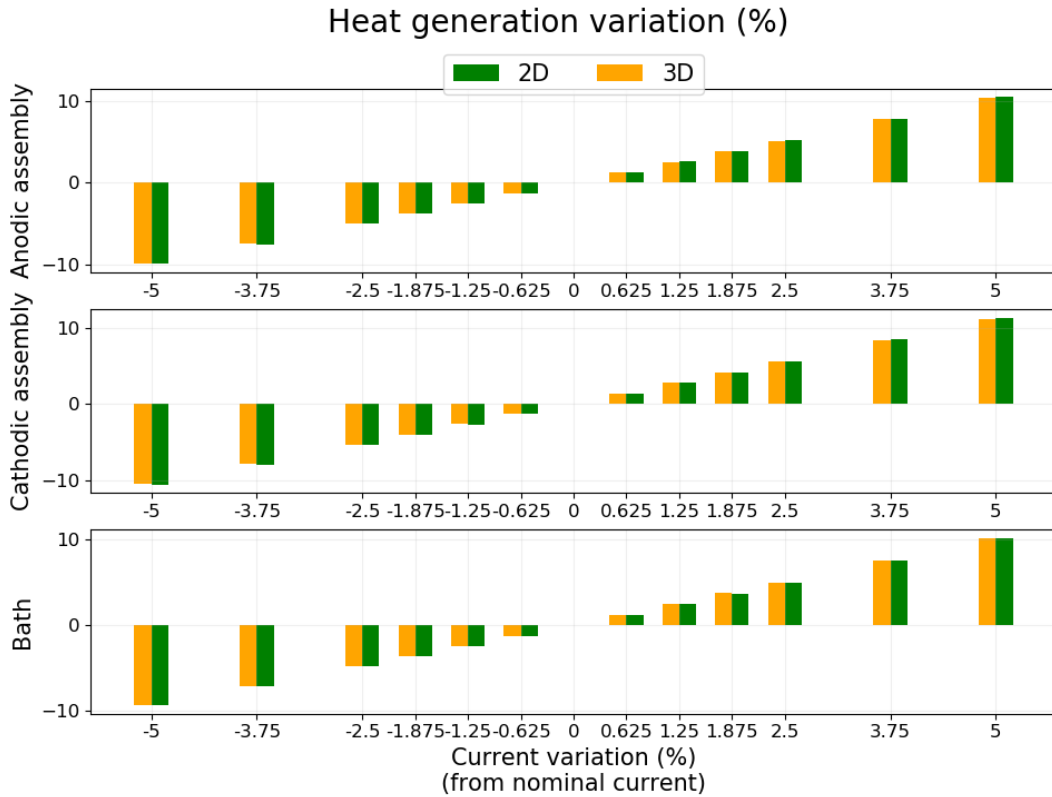 Heat generation variation (%)
2D 3D
Anodic assembly
10
0
−10
-5 -3.75 -2.5 -1.875 -1.25 -0.625 0 0.625 1.25 1.875 2.5 3.75 5
Cathodic assembly
10
0
−10
-5 -3.75 -2.5 -1.875 -1.25 -0.625 0 0.625 1.25 1.875 2.5 3.75 5
Bath
10
0
−10
-5 -3.75 -2.5 -1.875 -1.25 -0.625 0 0.625 1.25 1.875 2.5 3.75 5
Current variation (%)
(from nominal current)